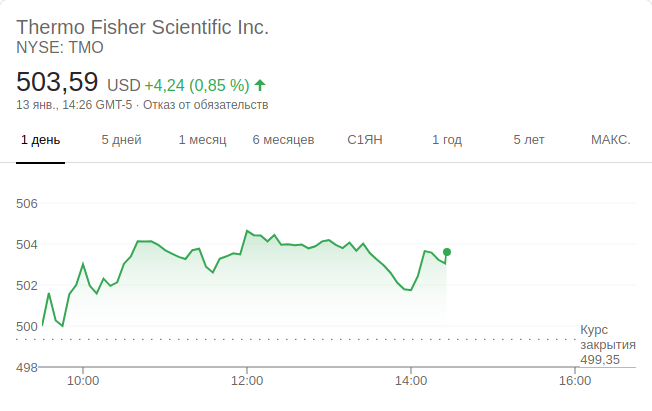 Thermo Fisher Scientific Inc.
NYSE: TMO
503,59 USD +4,24 (0,85 %)
13 янв., 14:26 GMT-5 · Отказ от обязательств
1 день 5 дней 1 месяц 6 месяцев С1ЯН 1 год 5 лет МАКС.
506
504
502
500
Курс
закрытия
499,35
498
10:00 12:00 14:00 16:00